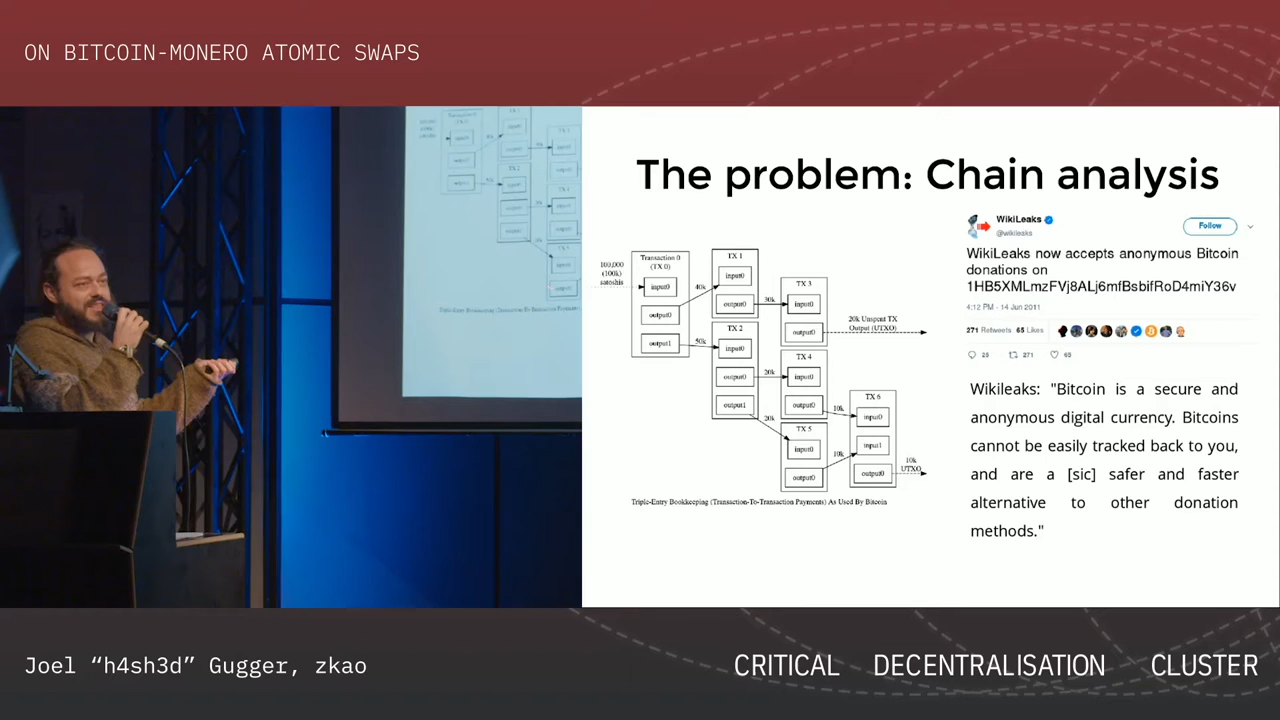 ON BITCOIN-MONERO ATOMIC SWAPS
The problem: Chain analysis
100,000
(100k)
satoshis
Transaction 0
(TX 0)
input0
output0
output1
40k
50k
TX 1
input0
output0
30k
TX 2
input0
output0
output1
20k
20k
TX 3
input0
output0
20k Unspent TX
Output (UTXO)
TX 4
input0
output0
10k
TX 5
input0
output0
10k
TX 6
input0
input1
output0
10k
UTXO
Triple-Entry Bookkeeping (Transaction-To-Transaction Payments) As Used By Bitcoin
WikiLeaks
@wikileaks
Follow
WikiLeaks now accepts anonymous Bitcoin
donations on
1HB5XMLmzFVj8ALj6mfBsbifRoD4miY36v
4:12 PM - 14 Jun 2011
271 Retweets 65 Likes
25 271 65
Wikileaks: "Bitcoin is a secure and
anonymous digital currency. Bitcoins
cannot be easily tracked back to you,
and are a [sic] safer and faster
alternative to other donation
methods."
Joel “h4sh3d” Gugger, zkao
CRITICAL DECENTRALISATION CLUSTER